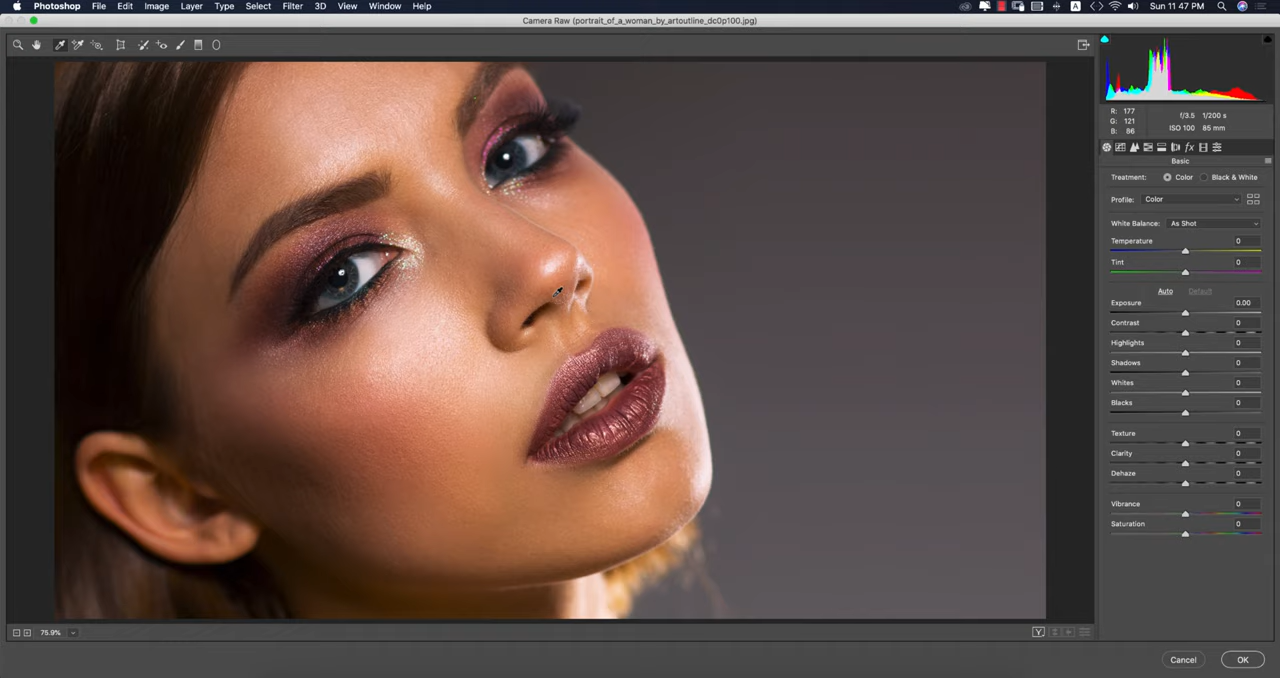 Photoshop File Edit Image Layer Type Select Filter 3D View Window Help A Sun 11 47 PM
Camera Raw (portrait_of_a_woman_by_artoutline_dc0p100.jpg)
R: 177 f/3.5 1/200 s
G: 121
B: 86 ISO 100 85 mm
fx
Basic
Treatment: Color Black & White
Profile: Color
White Balance: As Shot
Temperature 0
Tint 0
Auto Default
Exposure 0.00
Contrast 0
Highlights 0
Shadows 0
Whites 0
Blacks 0
Texture 0
Clarity 0
Dehaze 0
Vibrance 0
Saturation 0
75.9% Y
Cancel OK